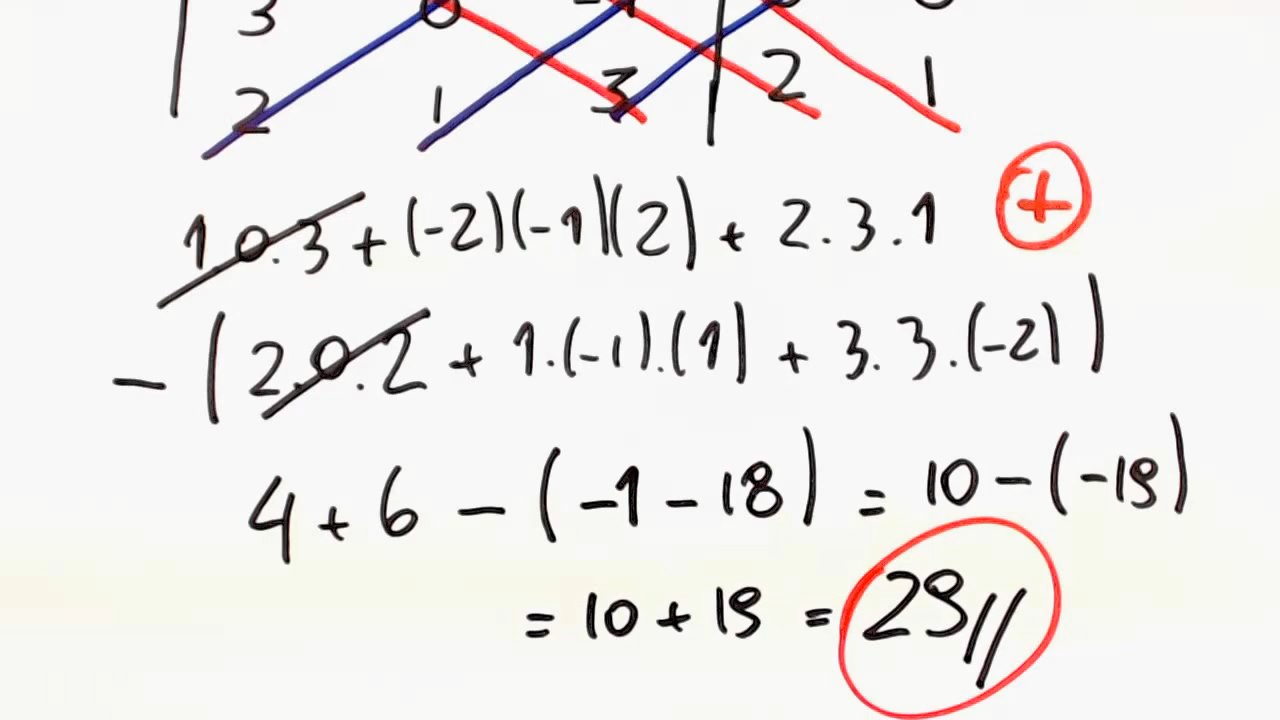 3 0
2 1 3 2 1
1.0.3 + (-2)(-1)(2) + 2.3.1 +
- (2.0.2 + 1.(-1).(1) + 3.3.(-2))
4 + 6 - (-1 - 18) = 10 - (-19)
= 10 + 19 = 29//